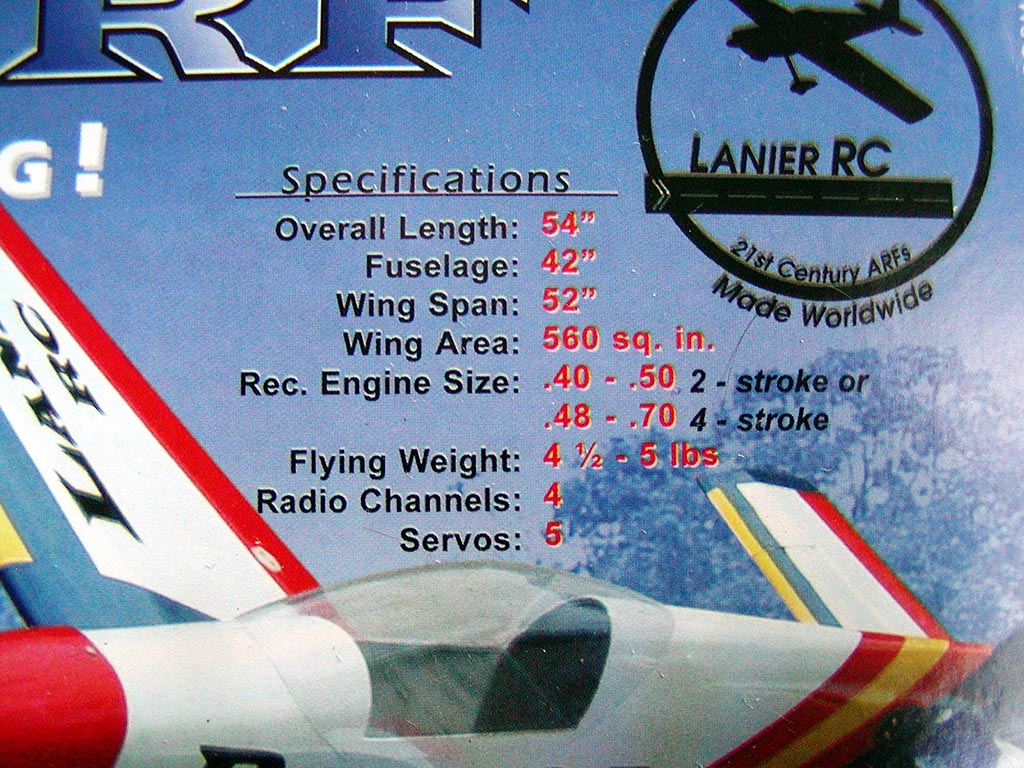 RF
G!
LANIER RC
21st Century ARFs
Made Worldwide
Specifications
Overall Length: 54”
Fuselage: 42”
Wing Span: 52”
Wing Area: 560 sq. in.
Rec. Engine Size: .40 - .50 2 - stroke or
.48 - .70 4 - stroke
Flying Weight: 4 ½ - 5 lbs
Radio Channels: 4
Servos: 5